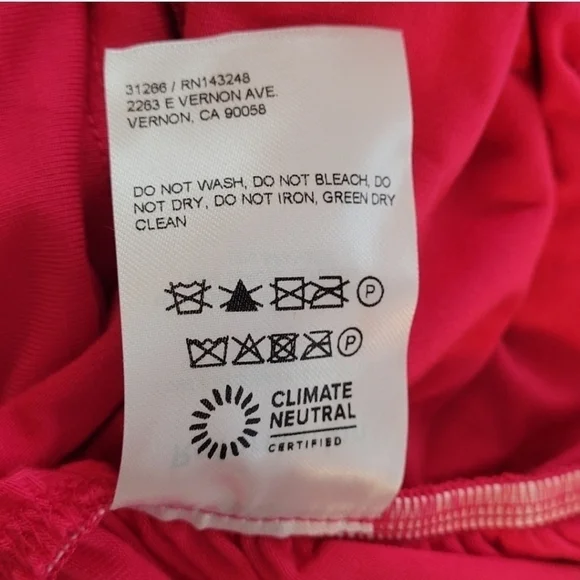 31266 / RN143248
2263 E VERNON AVE.
VERNON, CA 90058
DO NOT WASH, DO NOT BLEACH, DO
NOT DRY, DO NOT IRON, GREEN DRY
CLEAN
P
P
CLIMATE
NEUTRAL
CERTIFIED